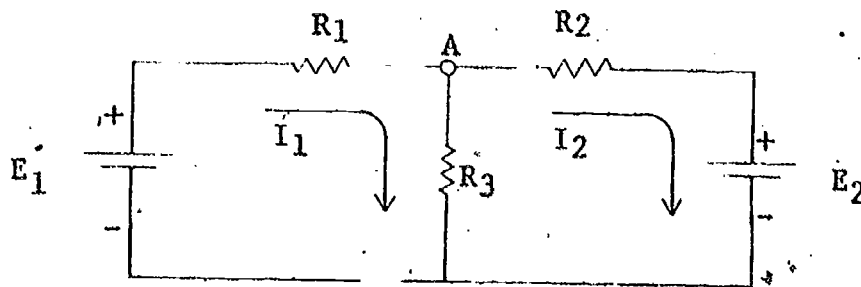 R1 A R2
+ I1 I2 +
E1 R3 E2
- -